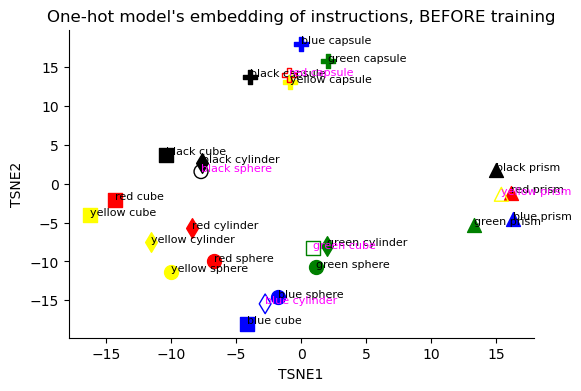 One-hot model's embedding of instructions, BEFORE training
TSNE2
15
10
5
0
−5
−10
−15
blue capsule
green capsule
red capsule
black capsule
yellow capsule
black cube
black cylinder
black sphere
black prism
red prism
yellow prism
blue prism
green prism
red cube
yellow cube
red cylinder
yellow cylinder
green cylinder
green cube
red sphere
yellow sphere
green sphere
blue sphere
blue cylinder
blue cube
−15
−10
−5
0
5
10
15
TSNE1